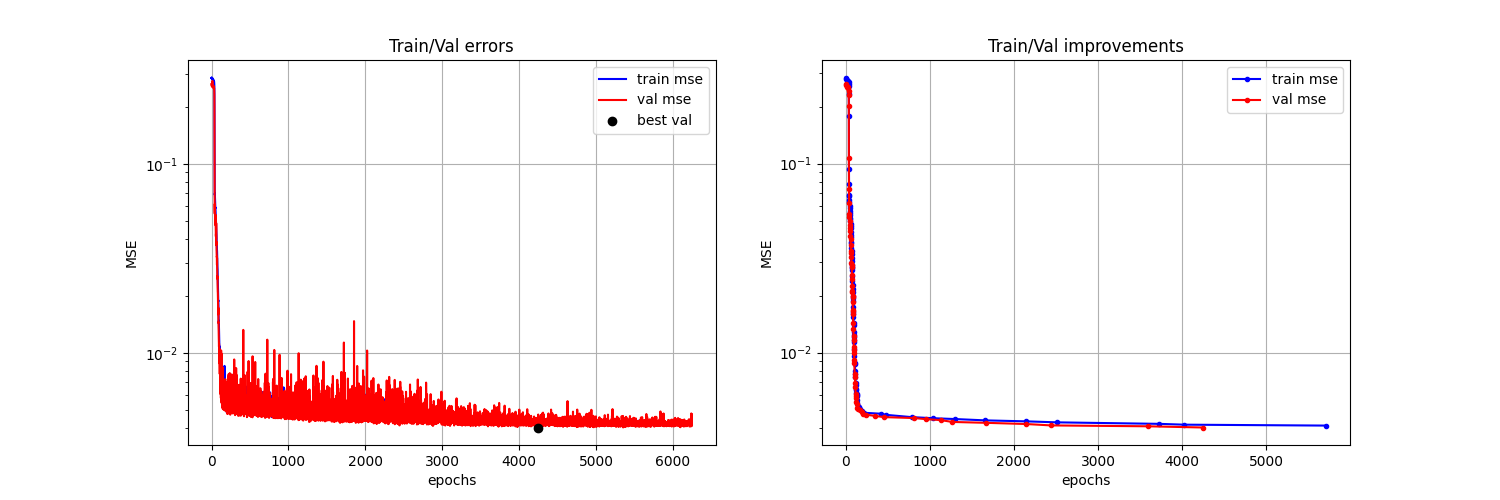 Train/Val errors
train mse
val mse
best val
10⁻¹
10⁻²
MSE
0 1000 2000 3000 4000 5000 6000
epochs
Train/Val improvements
train mse
val mse
10⁻¹
10⁻²
MSE
0 1000 2000 3000 4000 5000
epochs